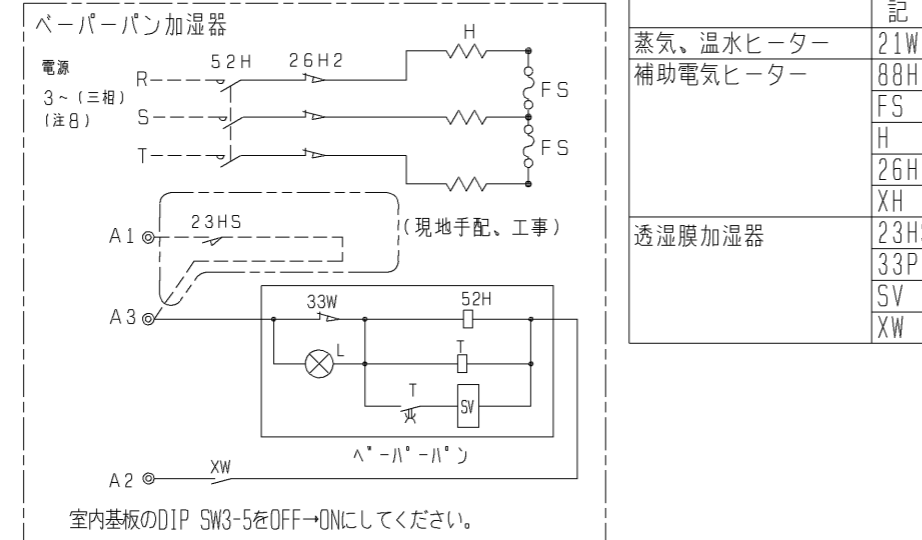 ベーパーパン加湿器
電源
3~(三相)
(注8)
R
S
T
52H
26H2
H
FS
FS
A1
23HS
(現地手配、工事)
A3
33W
52H
L
T
T
SV
ベーパーパン
A2
XW
室内基板のDIP SW3-5をOFF→ONにしてください。
記
蒸気、温水ヒーター 21W
補助電気ヒーター 88H
FS
H
26H
XH
透湿膜加湿器 23HS
33P
SV
XW